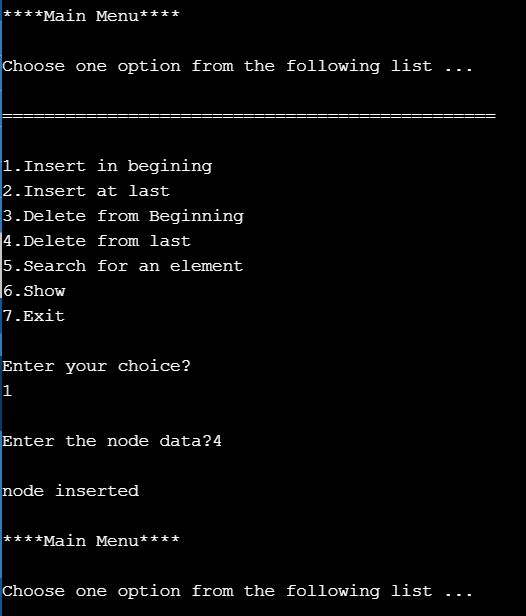 ****Main Menu****
Choose one option from the following list ...
===============================================
1.Insert in begining
2.Insert at last
3.Delete from Beginning
4.Delete from last
5.Search for an element
6.Show
7.Exit
Enter your choice?
1
Enter the node data?4
node inserted
****Main Menu****
Choose one option from the following list ...